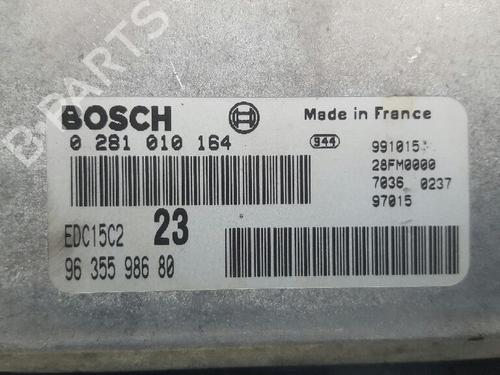 B PARTS
BOSCH
Made in France
0 281 010 164
944
991015
28FM0000
7036 0237
97015
EDC15C2 23
96 355 986 80